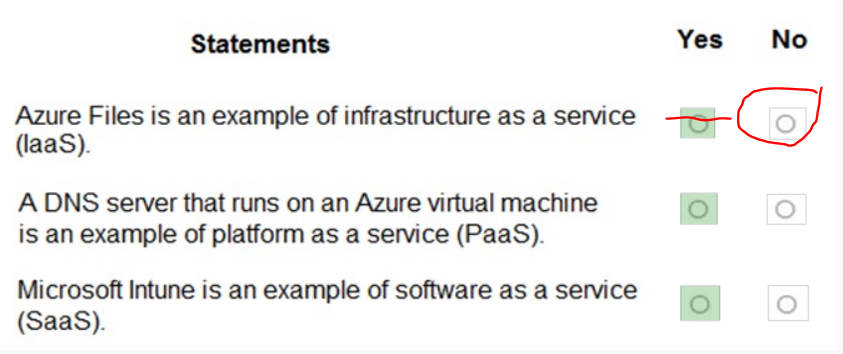 Statements Yes No
Azure Files is an example of infrastructure as a service
(IaaS).
A DNS server that runs on an Azure virtual machine
is an example of platform as a service (PaaS).
Microsoft Intune is an example of software as a service
(SaaS).